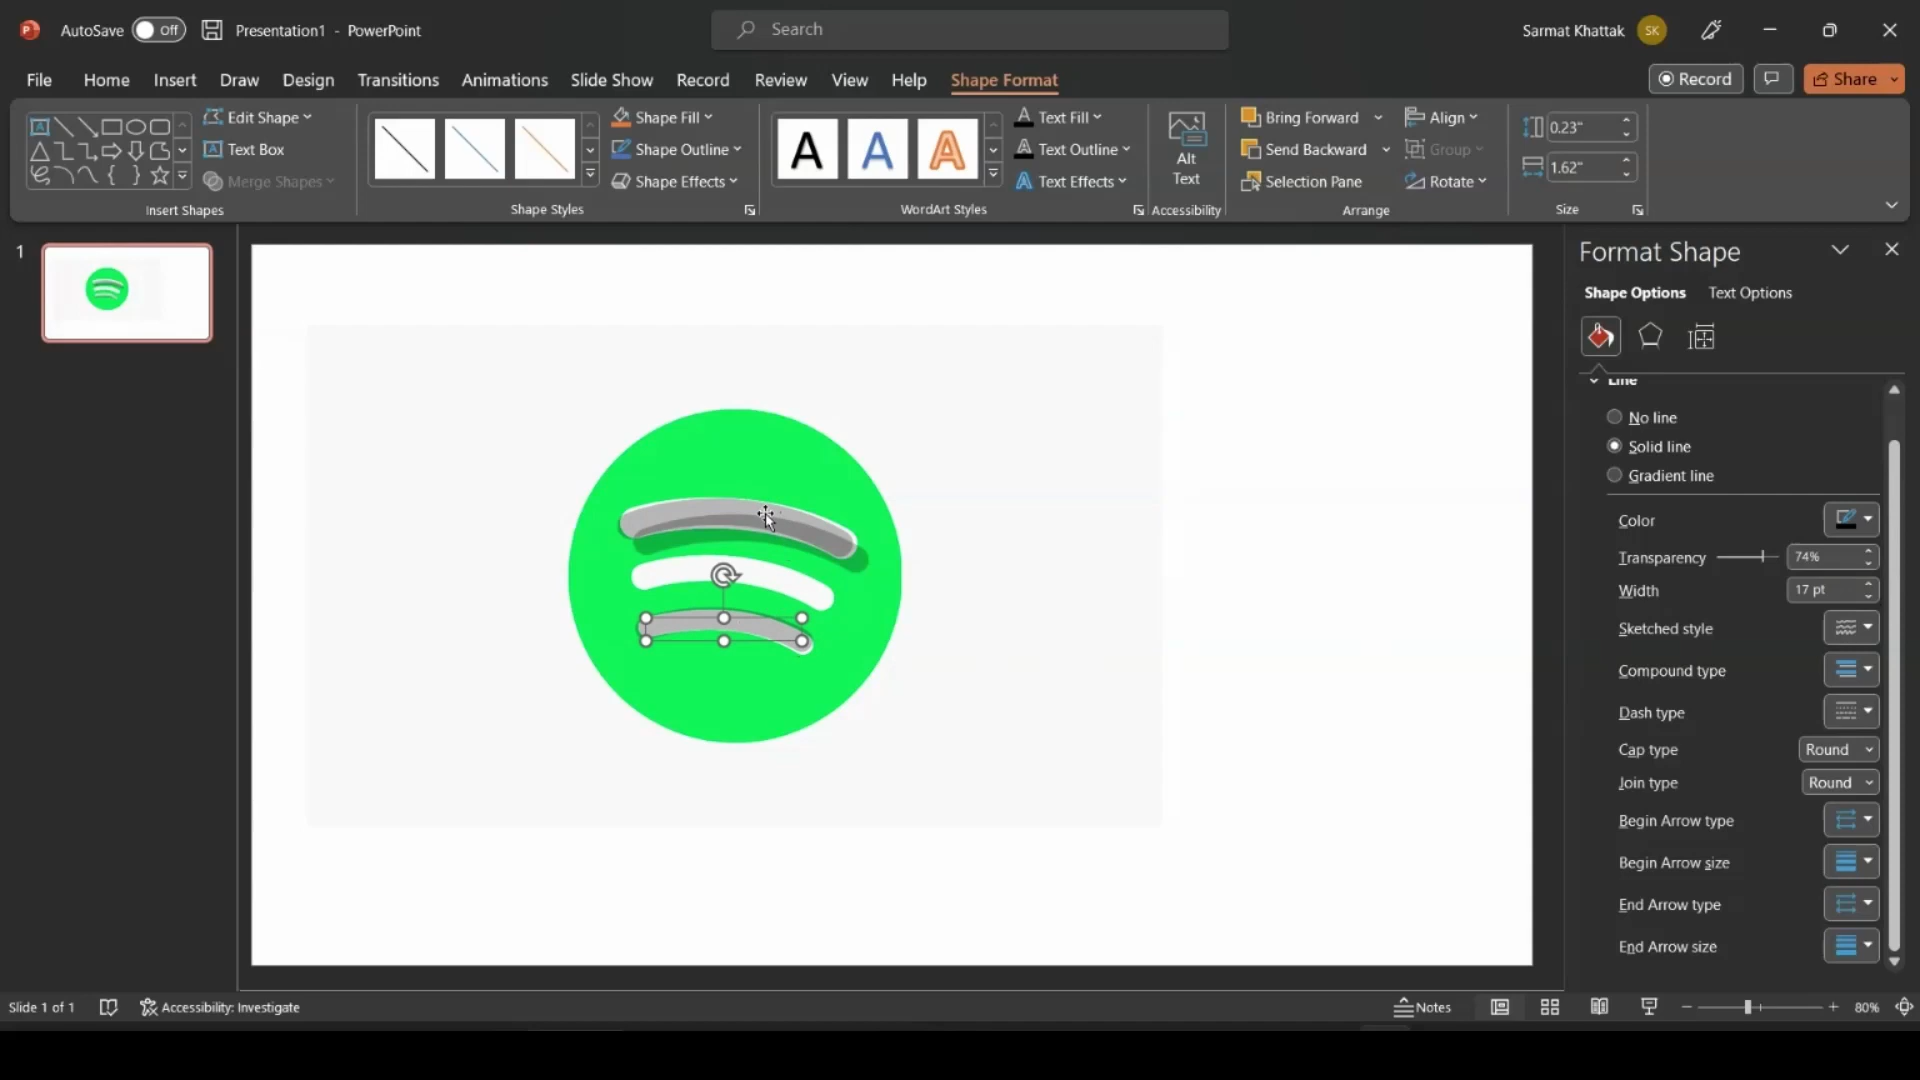 AutoSave Off Presentation1 - PowerPoint Search Sarmat Khattak SK
File Home Insert Draw Design Transitions Animations Slide Show Record Review View Help Shape Format Record Share
Edit Shape Shape Fill Text Fill Bring Forward Align 0.23"
Text Box Shape Outline Text Outline Alt Text Send Backward Group 1.62"
Merge Shapes Shape Effects Text Effects Selection Pane Rotate
Insert Shapes Shape Styles WordArt Styles Accessibility Arrange Size
1
Format Shape
Shape Options Text Options
Line
No line
Solid line
Gradient line
Color
Transparency 74%
Width 17 pt
Sketched style
Compound type
Dash type
Cap type Round
Join type Round
Begin Arrow type
Begin Arrow size
End Arrow type
End Arrow size
Slide 1 of 1 Accessibility: Investigate Notes 80%